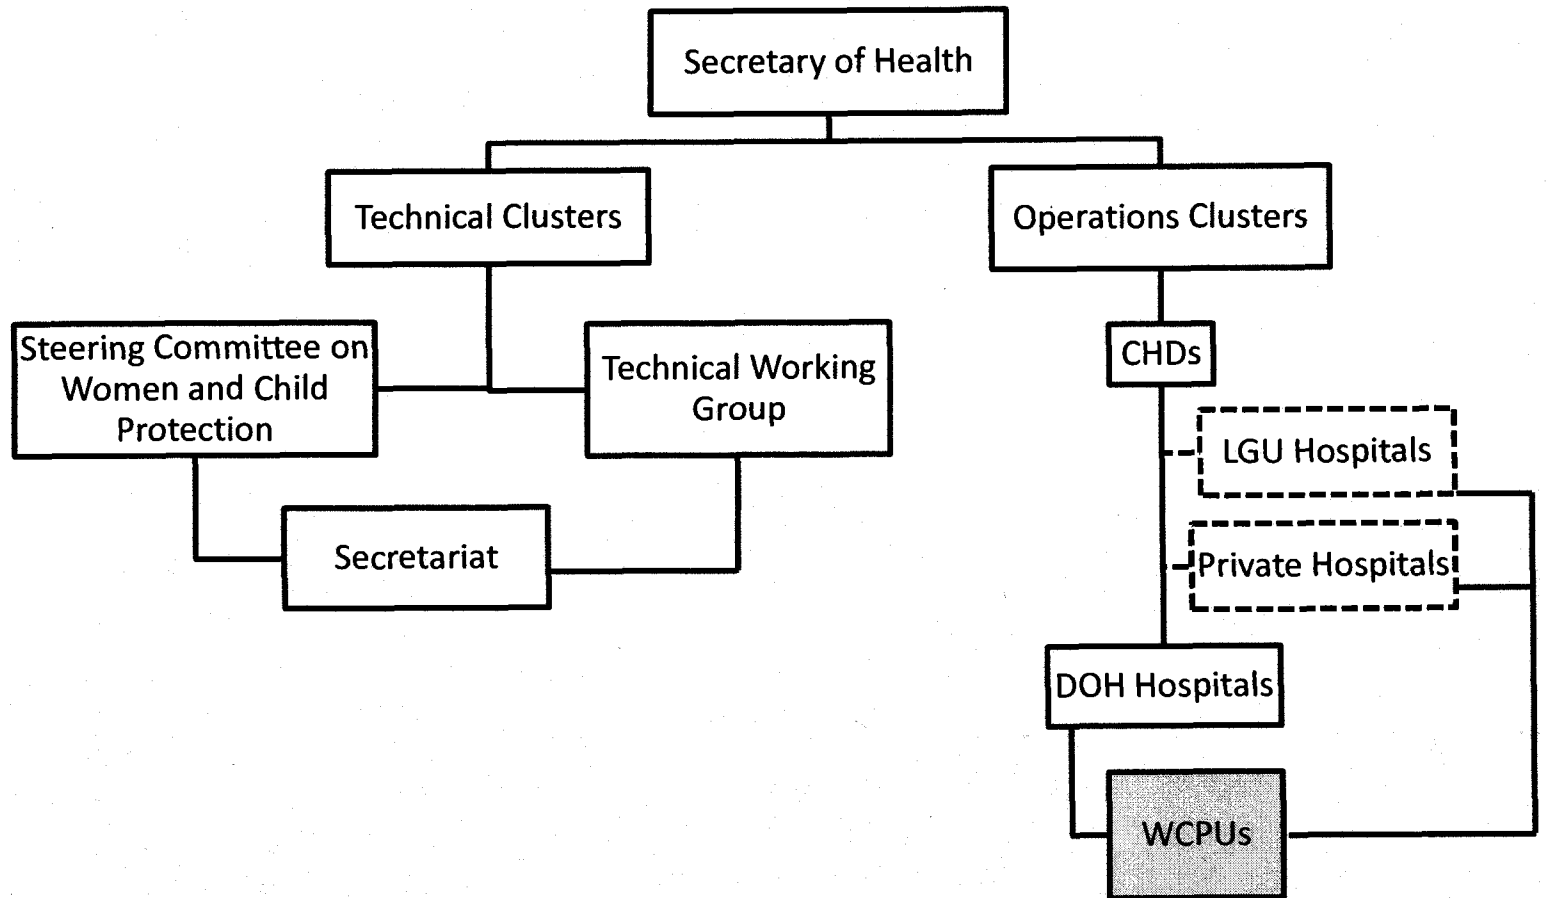 Secretary of Health
Technical Clusters
Operations Clusters
Steering Committee on
Women and Child
Protection
Technical Working
Group
CHDs
LGU Hospitals
Secretariat
Private Hospitals
DOH Hospitals
WCPUs